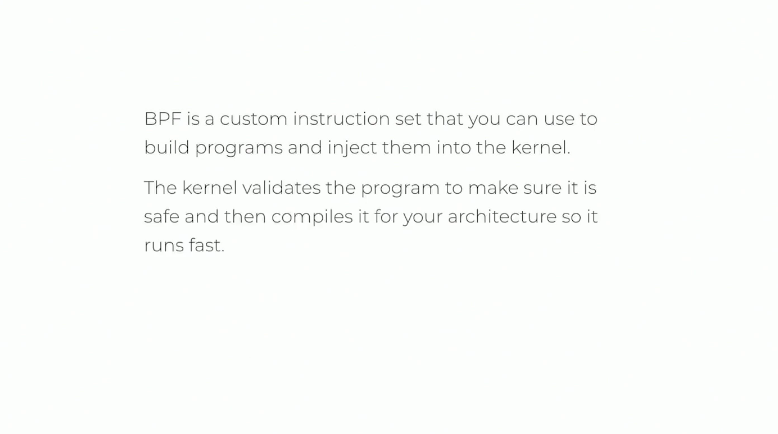 BPF is a custom instruction set that you can use to
build programs and inject them into the kernel.
The kernel validates the program to make sure it is
safe and then compiles it for your architecture so it
runs fast.